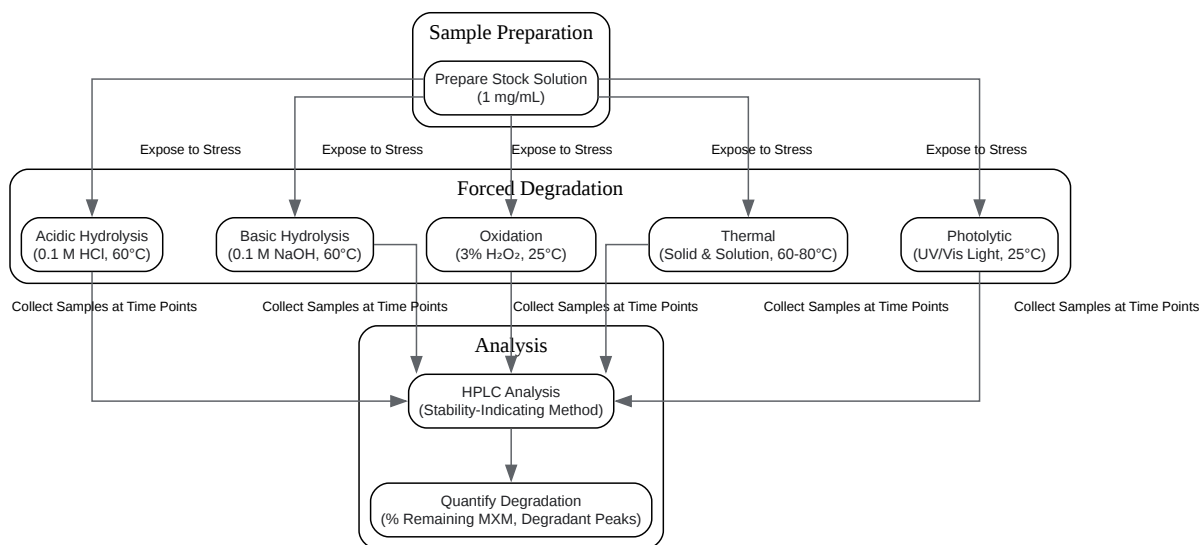 Sample Preparation
Prepare Stock Solution
(1 mg/mL)
Expose to Stress
Expose to Stress
Expose to Stress
Expose to Stress
Expose to Stress
Forced Degradation
Acidic Hydrolysis
(0.1 M HCl, 60°C)
Basic Hydrolysis
(0.1 M NaOH, 60°C)
Oxidation
(3% H₂O₂, 25°C)
Thermal
(Solid & Solution, 60-80°C)
Photolytic
(UV/Vis Light, 25°C)
Collect Samples at Time Points
Collect Samples at Time Points
Collect Samples at Time Points
Collect Samples at Time Points
Collect Samples at Time Points
Analysis
HPLC Analysis
(Stability-Indicating Method)
Quantify Degradation
(% Remaining MXM, Degradant Peaks)